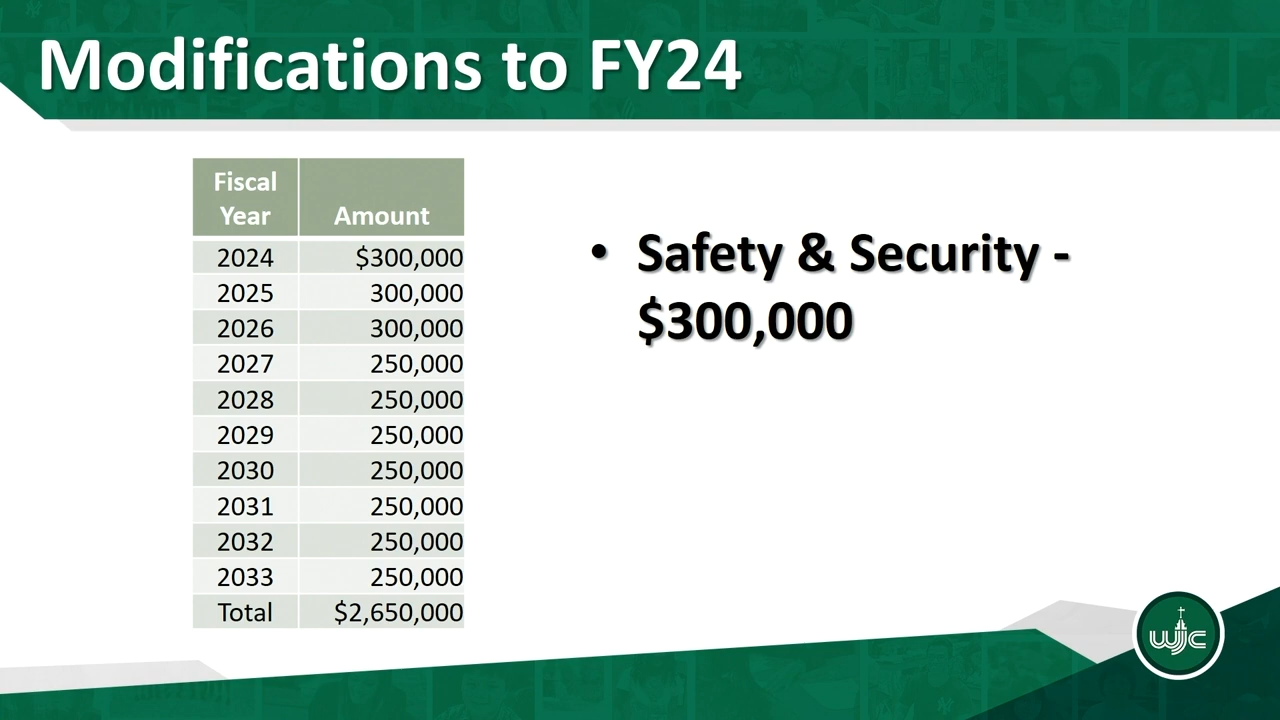 Modifications to FY24
Fiscal
Year Amount
2024 $300,000
2025 300,000
2026 300,000
2027 250,000
2028 250,000
2029 250,000
2030 250,000
2031 250,000
2032 250,000
2033 250,000
Total $2,650,000
• Safety & Security -
$300,000
wjc